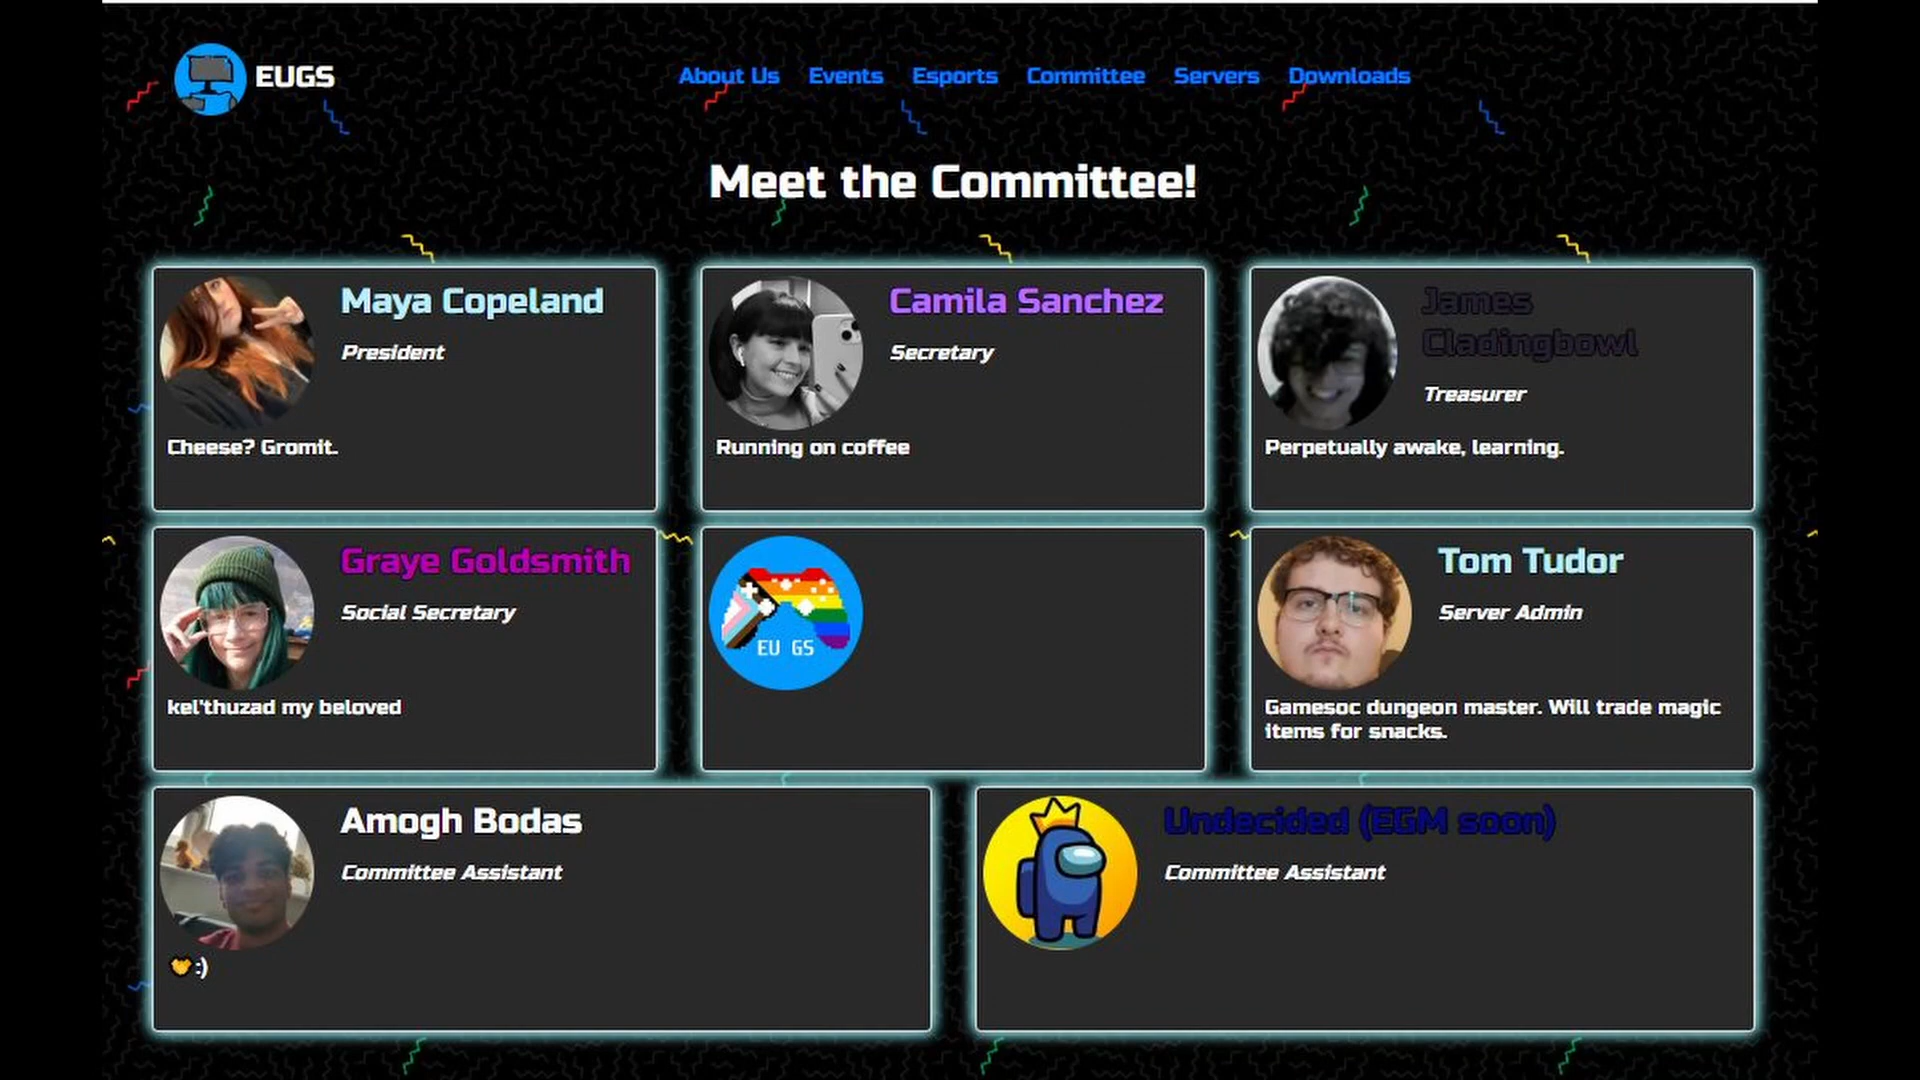 EUGS
About Us Events Esports Committee Servers Downloads
Meet the Committee!
Maya Copeland
President
Cheese? Gromit.
Camila Sanchez
Secretary
Running on coffee
James
Cladingbowl
Treasurer
Perpetually awake, learning.
Graye Goldsmith
Social Secretary
kel'thuzad my beloved
EU GS
Tom Tudor
Server Admin
Gamesoc dungeon master. Will trade magic
items for snacks.
Amogh Bodas
Committee Assistant
:)
Undecided (EGM soon)
Committee Assistant